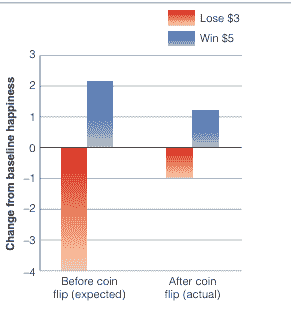 Lose $3
Win $5
Change from baseline happiness
3
2
1
0
–1
–2
–3
–4
Before coin
flip (expected)
After coin
flip (actual)